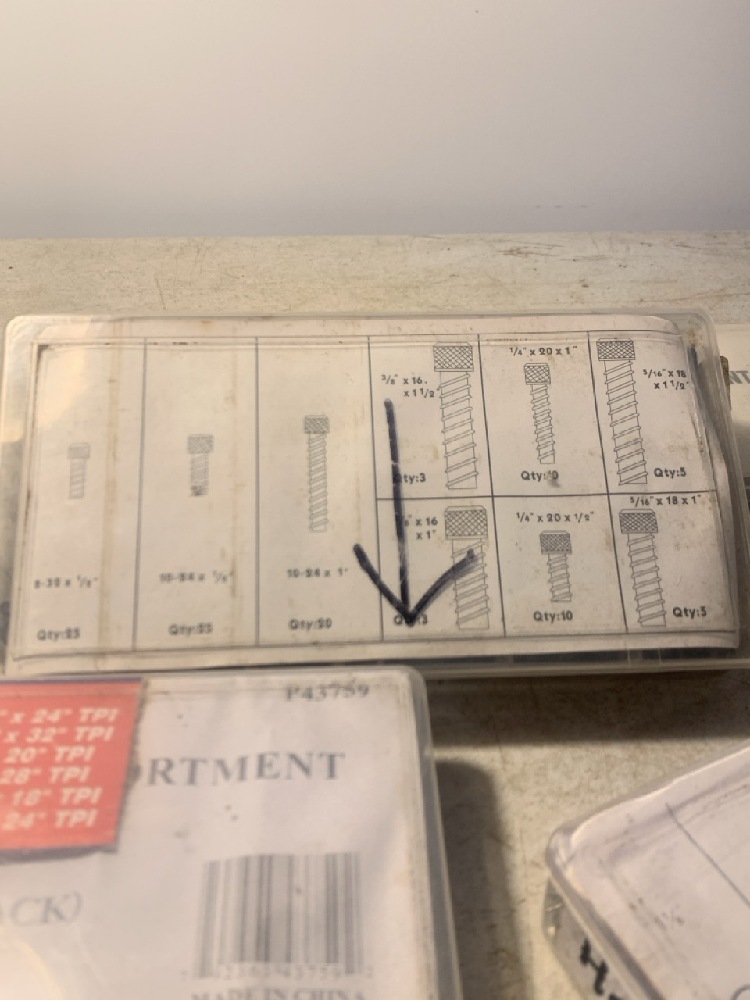 8-32 x 1/2"
Qty:25
10-24 x 1/2"
Qty:25
10-24 x 1"
Qty:20
3/8" x 16
x 1 1/2"
Qty:3
1/4" x 20 x 1"
5/16" x 18
x 1 1/2"
Qty:5
x 16
x 1"
1/4" x 20 x 1/2"
Qty:10
5/16" x 18 x 1"
Qty:5
P43759
x 24" TPI
x 32" TPI
20" TPI
28" TPI
18" TPI
24" TPI
RTMENT
ACK)
MADE IN CHINA